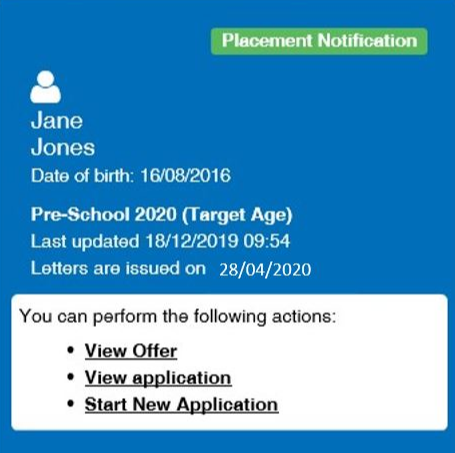 Placement Notification
Jane
Jones
Date of birth: 16/08/2016
Pre-School 2020 (Target Age)
Last updated 18/12/2019 09:54
Letters are issued on 28/04/2020
You can perform the following actions:
• View Offer
• View application
• Start New Application